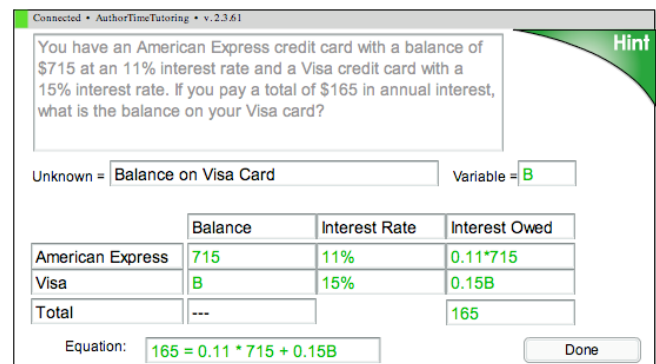 Connected • AuthorTimeTutoring • v. 2.3.61
Hint
You have an American Express credit card with a balance of
$715 at an 11% interest rate and a Visa credit card with a
15% interest rate. If you pay a total of $165 in annual interest,
what is the balance on your Visa card?
Unknown = Balance on Visa Card Variable = B
Balance Interest Rate Interest Owed
American Express 715 11% 0.11*715
Visa B 15% 0.15B
Total --- 165
Equation: 165 = 0.11 * 715 + 0.15B Done